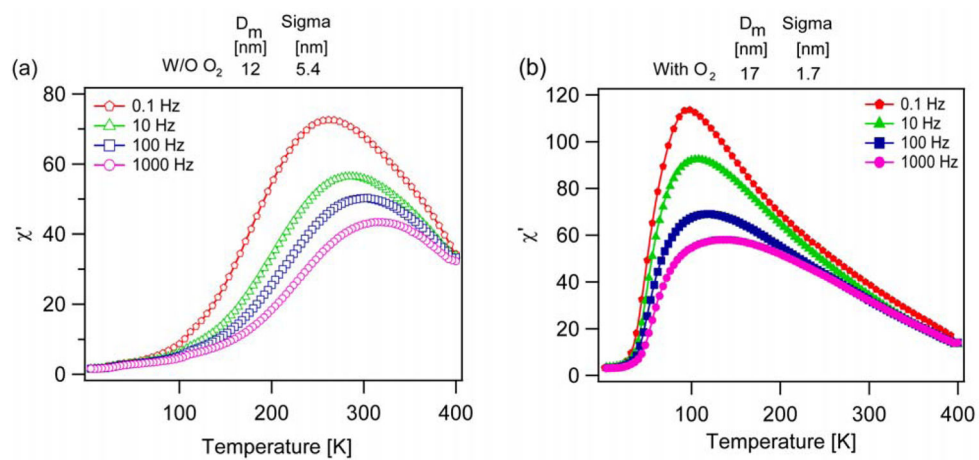 D_m Sigma
[nm] [nm]
W/O O₂ 12 5.4
(a)
80
60
40
20
0
χ'
0.1 Hz
10 Hz
100 Hz
1000 Hz
100 200 300 400
Temperature [K]
D_m Sigma
[nm] [nm]
With O₂ 17 1.7
(b)
120
100
80
60
40
20
0
χ'
0.1 Hz
10 Hz
100 Hz
1000 Hz
100 200 300 400
Temperature [K]